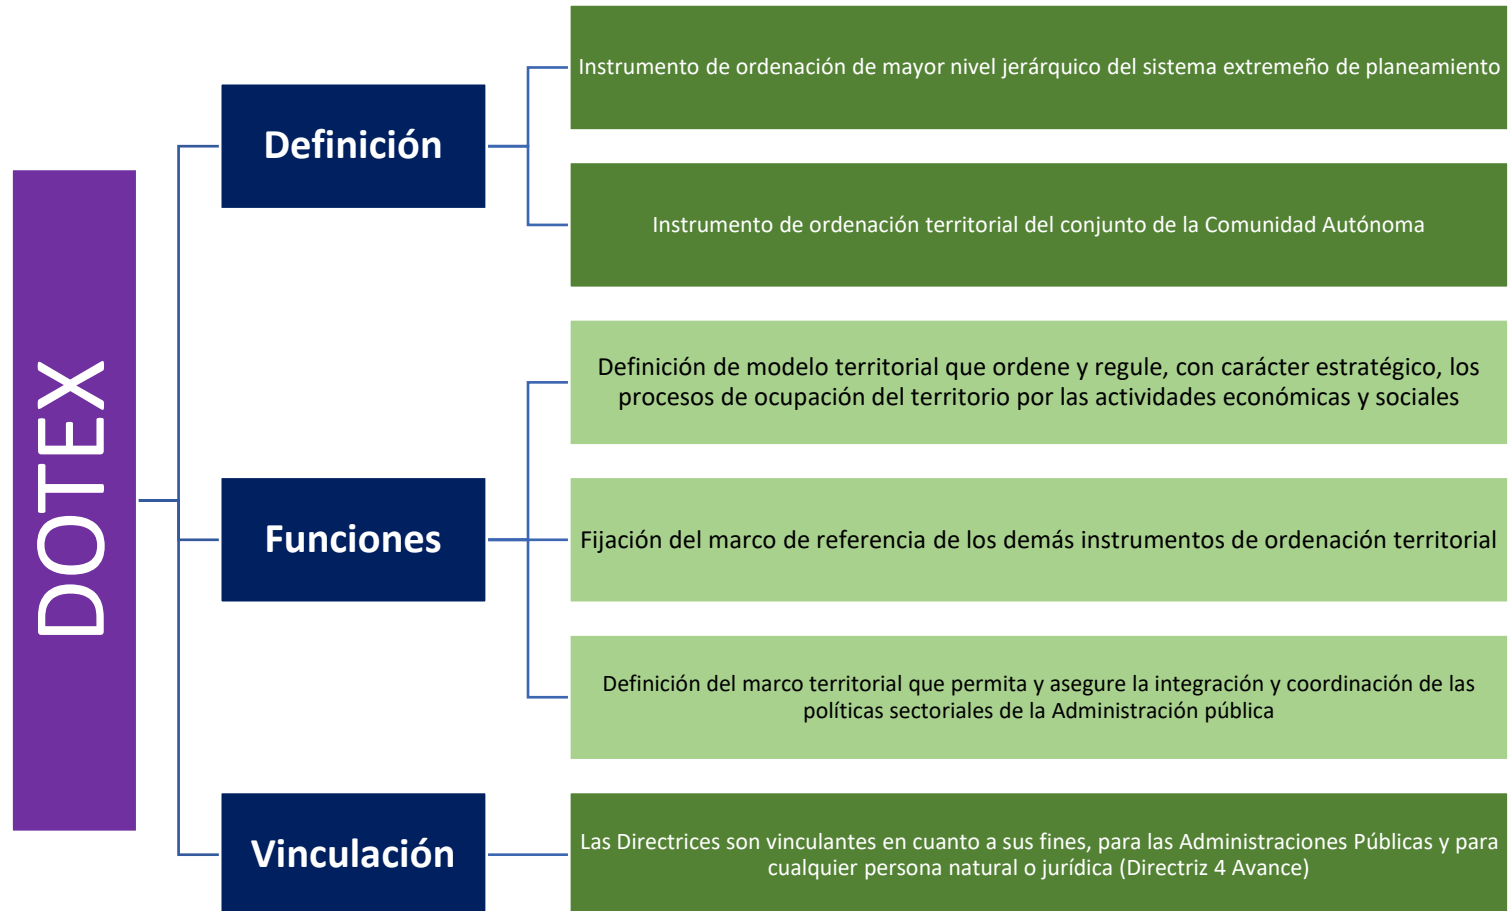 DOTEX
Definición
Instrumento de ordenación de mayor nivel jerárquico del sistema extremeño de planeamiento
Instrumento de ordenación territorial del conjunto de la Comunidad Autónoma
Funciones
Definición de modelo territorial que ordene y regule, con carácter estratégico, los
procesos de ocupación del territorio por las actividades económicas y sociales
Fijación del marco de referencia de los demás instrumentos de ordenación territorial
Definición del marco territorial que permita y asegure la integración y coordinación de las
políticas sectoriales de la Administración pública
Vinculación
Las Directrices son vinculantes en cuanto a sus fines, para las Administraciones Públicas y para
cualquier persona natural o jurídica (Directriz 4 Avance)